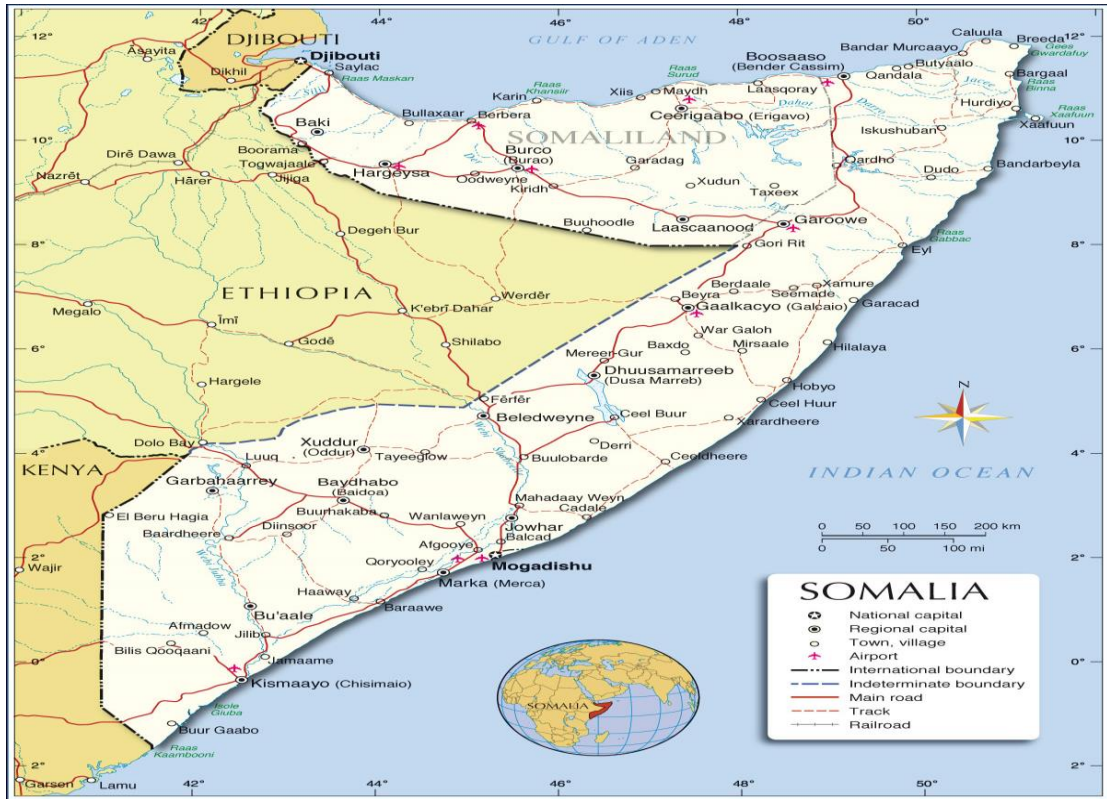 42°
44°
46°
48°
50°
12°
DJIBOUTI
GULF OF ADEN
Caluula
Breeda
Āsayita
Djibouti
Saylac
Bandar Murcaayo
Gees
Gwardafuy
Boosaaso
(Bender Cassim)
Butyaalo
Qandala
Dikhil
Raas Maskan
Raas
Khansiir
Raas
Surud
Bargaal
Raas
Binna
Karin
Xiis
Maydh
Laasqoray
Bullaxaar
Berbera
Ceerigaabo (Erigavo)
Hurdiyo
Raas
Xaafuun
Xaafuun
Baki
SOMALILAND
Iskushuban
10°
Boorama
Burco
(Burao)
Dirē Dawa
Togwajaale
Hargeysa
Garadag
Qardho
Bandarbeyla
Nazrēt
Hārer
Jijiga
Oodweyne
Kiridh
Xudun
Taxeex
Dudo
Degeh Bur
Buuhoodle
Laascaanood
Garoowe
Raas
Gabbac
8°
Gori Rit
Eyl
ETHIOPIA
Werdēr
Berdaale
Xamure
Beyra
Seemade
Megalo
K'ebrī Dahar
Gaalkacyo (Galcaio)
Garacad
Īmī
War Galoh
6°
Godē
Shilabo
Baxdo
Mirsaale
Hilalaya
Mereer-Gur
Hargele
Dhuusamarreeb
(Dusa Marreb)
Hobyo
Fērfēr
Ceel Huur
Beledweyne
Ceel Buur
Xarardheere
Dolo Bay
Xuddur
(Oddur)
Derri
4°
KENYA
Luuq
Tayeeglow
Buulobarde
Ceeldheere
INDIAN OCEAN
Garbahaarrey
Baydhabo
(Baidoa)
Mahadaay Weyn
El Beru Hagia
Buurhakaba
Wanlaweyn
Cadale
0 50 100 150 200 km
0 50 100 mi
Diinsoor
Jowhar
Baardheere
Balcad
Afgooye
2°
Wajir
Qoryooley
Mogadishu
Marka (Merca)
Webi Jubba
Webi
Haaway
Baraawe
Bu'aale
Afmadow
Jilib
Bilis Qooqaani
Jamaame
0°
Kismaayo (Chisimaio)
Isole
Giuba
Buur Gaabo
Raas
Kaambooni
2°
Garsen
Lamu
42°
44°
46°
48°
50°
SOMALIA
SOMALIA
National capital
Regional capital
Town, village
Airport
International boundary
Indeterminate boundary
Main road
Track
Railroad